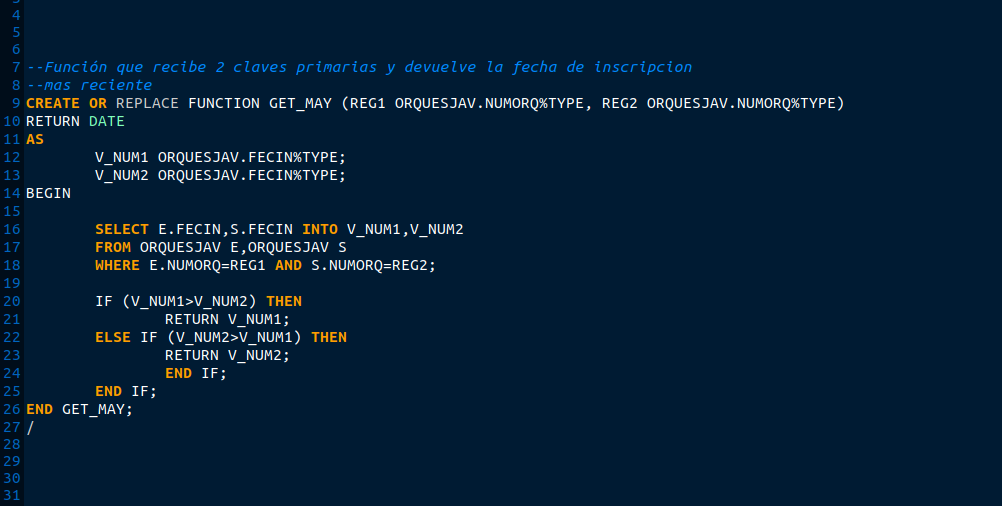 4
5
6
7 --Función que recibe 2 claves primarias y devuelve la fecha de inscripcion
8 --mas reciente
9 CREATE OR REPLACE FUNCTION GET_MAY (REG1 ORQUESJAV.NUMORQ%TYPE, REG2 ORQUESJAV.NUMORQ%TYPE)
10 RETURN DATE
11 AS
12         V_NUM1 ORQUESJAV.FECIN%TYPE;
13         V_NUM2 ORQUESJAV.FECIN%TYPE;
14 BEGIN
15
16         SELECT E.FECIN,S.FECIN INTO V_NUM1,V_NUM2
17         FROM ORQUESJAV E,ORQUESJAV S
18         WHERE E.NUMORQ=REG1 AND S.NUMORQ=REG2;
19
20         IF (V_NUM1>V_NUM2) THEN
21                 RETURN V_NUM1;
22         ELSE IF (V_NUM2>V_NUM1) THEN
23                 RETURN V_NUM2;
24                 END IF;
25         END IF;
26 END GET_MAY;
27 /
28
29
30
31